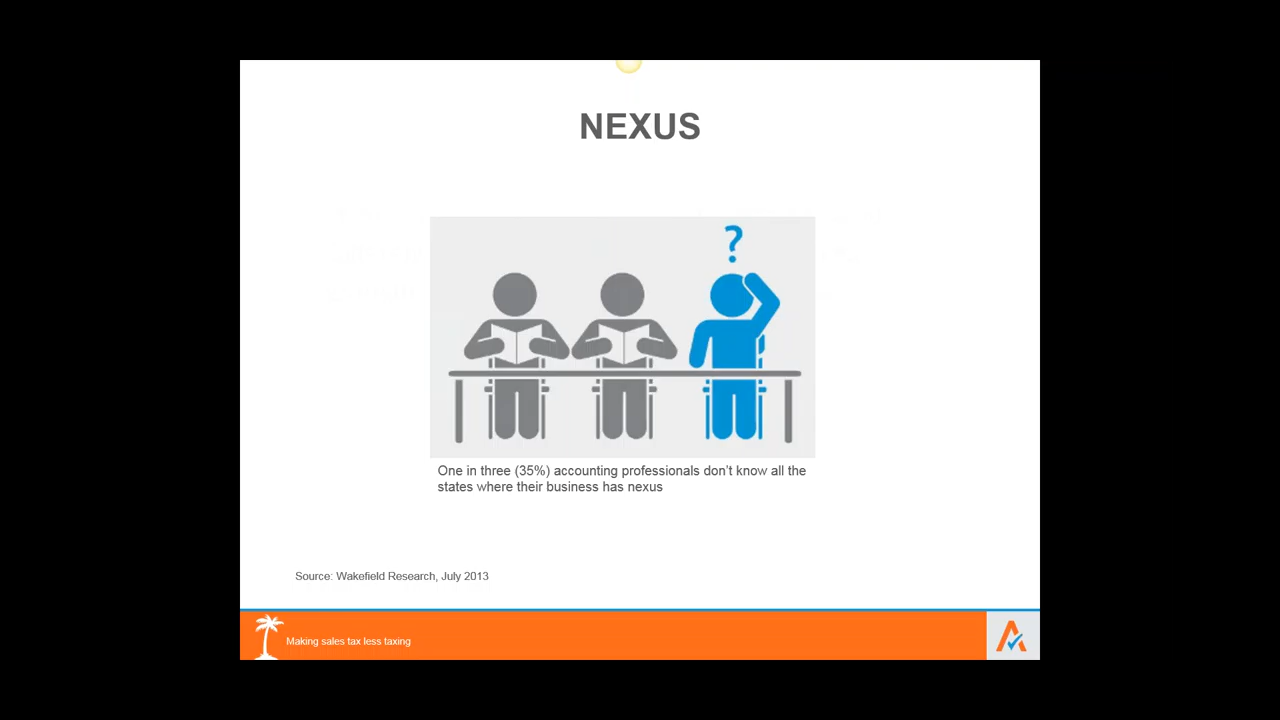 NEXUS
?
One in three (35%) accounting professionals don't know all the
states where their business has nexus
Source: Wakefield Research, July 2013
Making sales tax less taxing